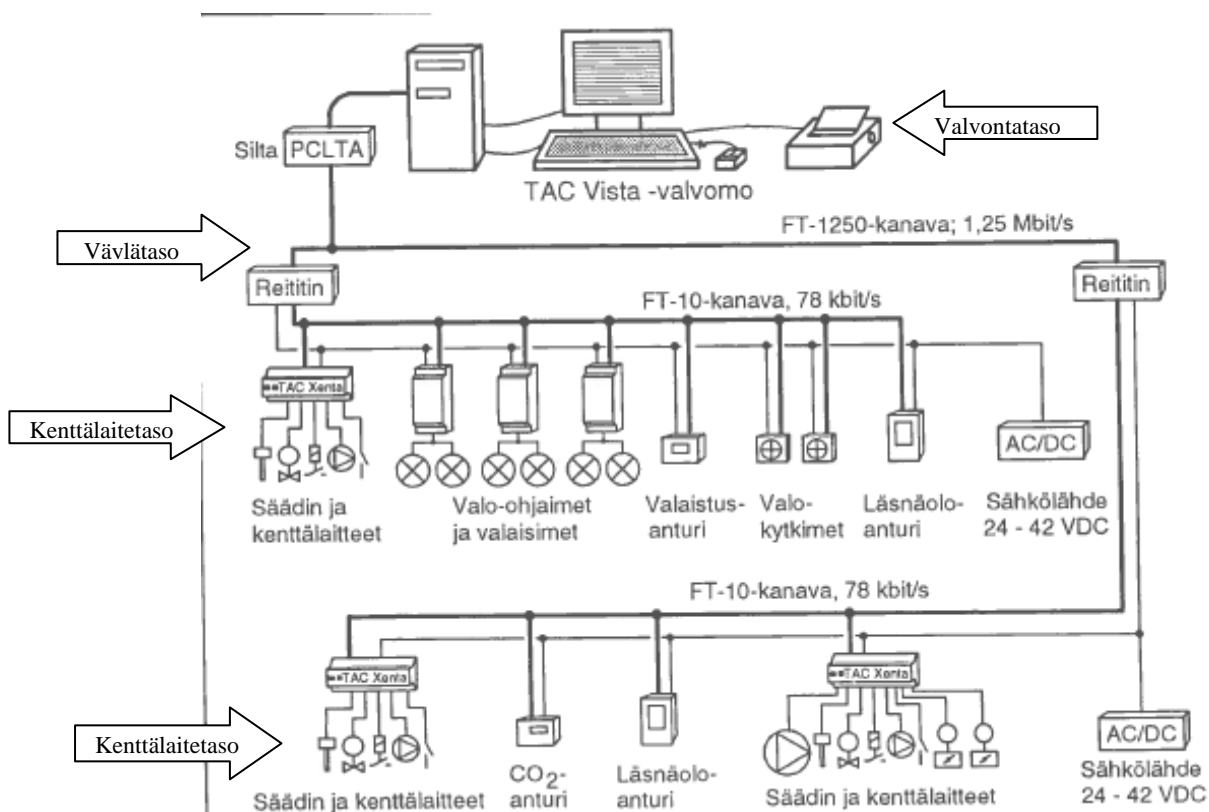 Valvontataso
Silta
PCLTA
TAC Vista -valvomo
FT-1250-kanava; 1,25 Mbit/s
Vävlätaso
Reititin
Reititin
FT-10-kanava, 78 kbit/s
TAC Xenta
Kenttälaitetaso
AC/DC
Säädin ja
kenttälaitteet
Valo-ohjaimet
ja valaisimet
Valaistus-
anturi
Valo-
kytkimet
Läsnäolo-
anturi
Sähkölähde
24 - 42 VDC
FT-10-kanava, 78 kbit/s
TAC Xenta
TAC Xenta
Kenttälaitetaso
AC/DC
Säädin ja kenttälaitteet
CO2-
anturi
Läsnäolo-
anturi
Säädin ja kenttälaitteet
Sähkölähde
24 - 42 VDC